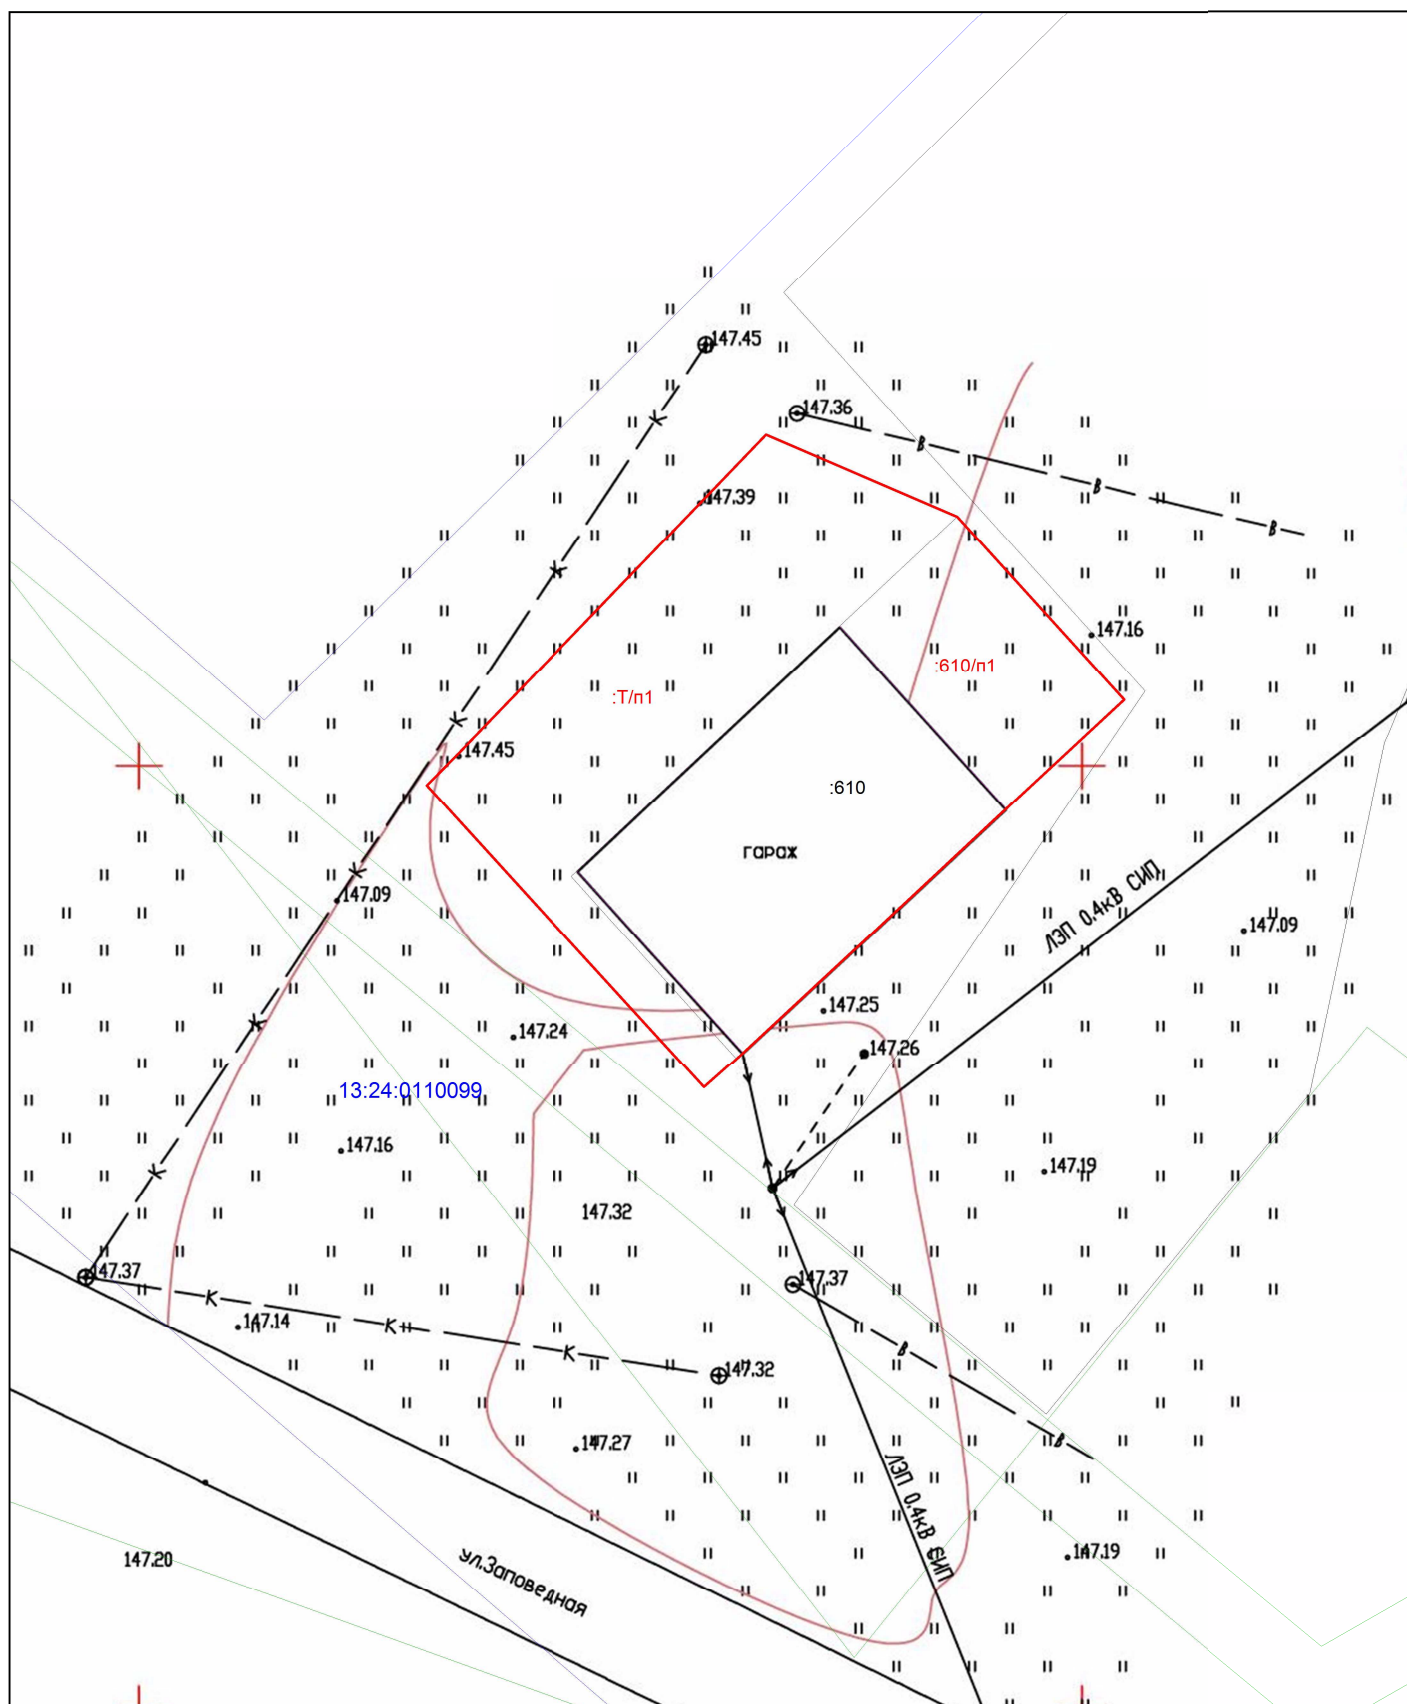 147.45
147.36
В
В
147.39
В
К
К
147.16
:610/п1
:Т/п1
К
147.45
:610
гараж
К
147.09
ЛЭП 0.4кВ СИП
147.09
147.25
К
147.24
147.26
13:24:0110099
147.16
147.19
К
147.32
147.37
147.37
К
147.14
К
В
К
147.32
147.27
В
ЛЭП 0.4кВ СИП
147.19
147.20
ул.Заповедная